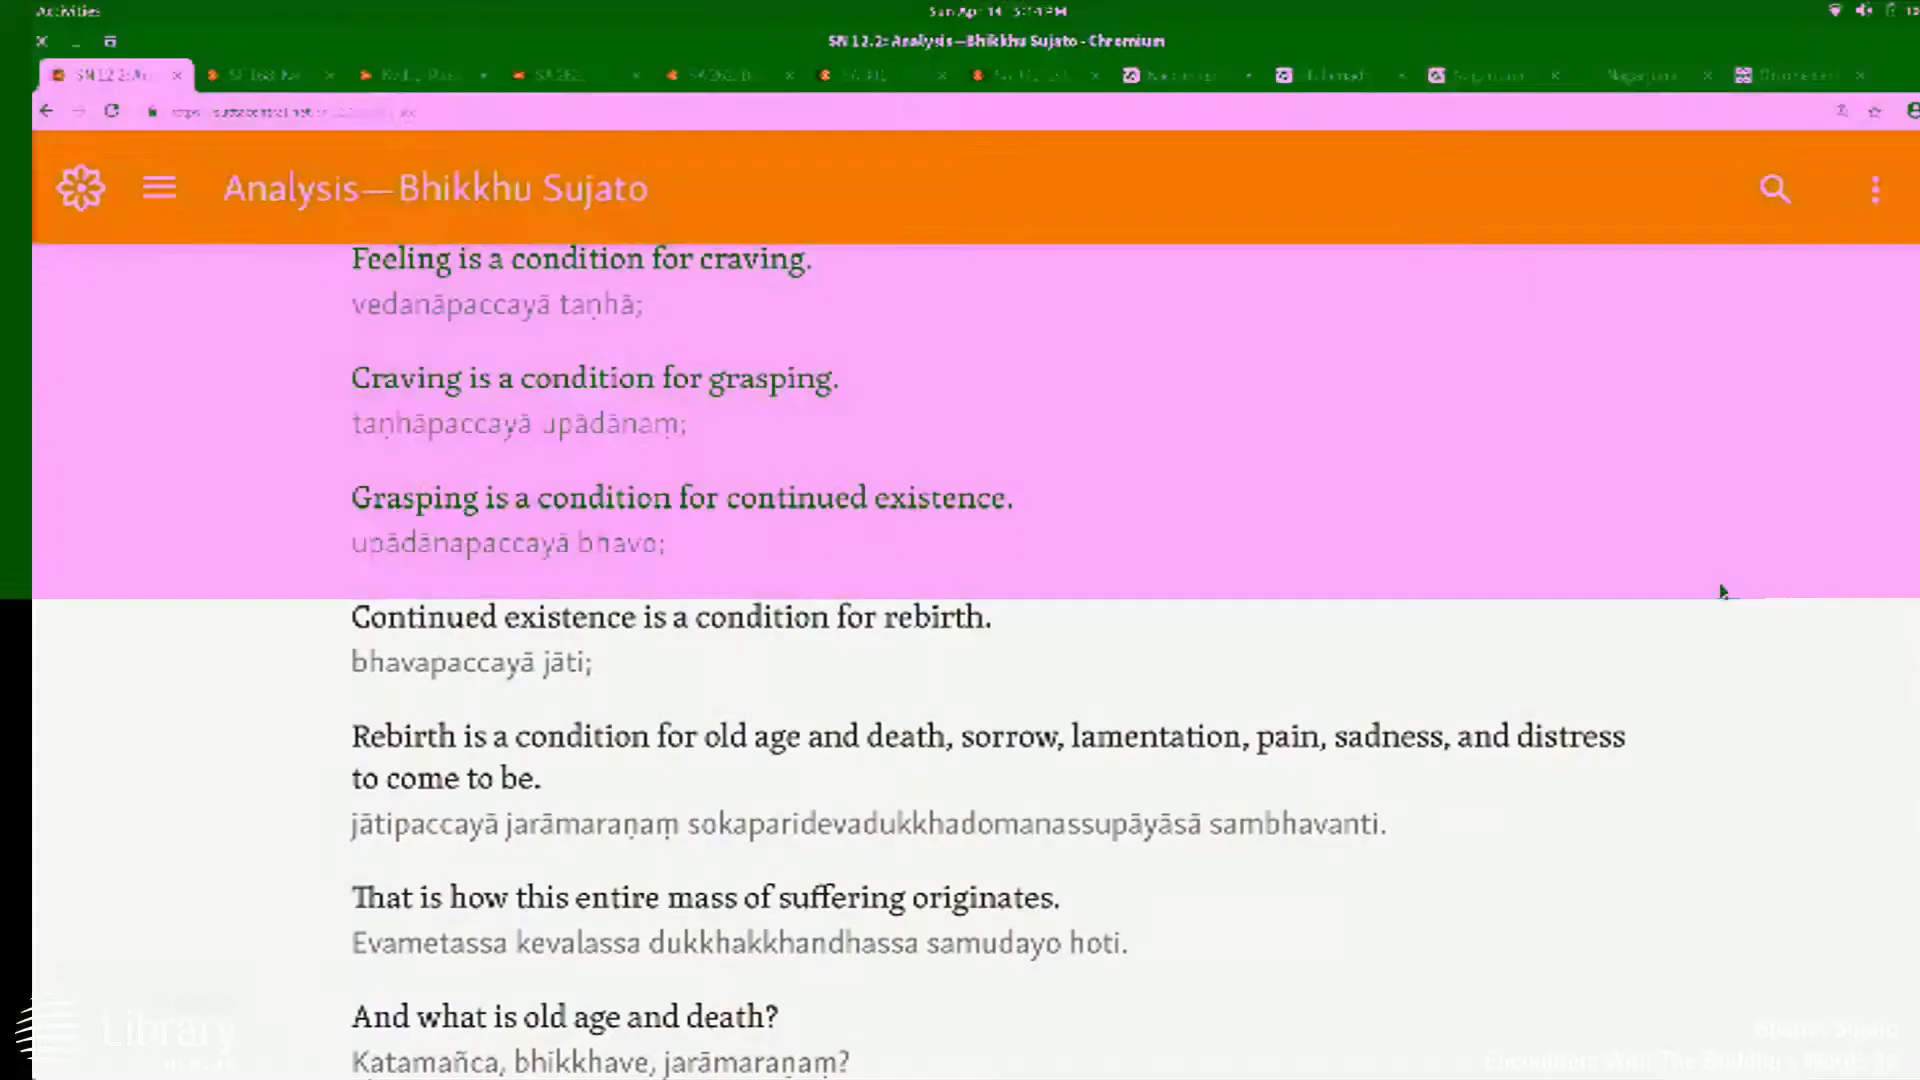 Activities
SN 12.2: Analysis—Bhikkhu Sujato - Chromium
Analysis—Bhikkhu Sujato
Feeling is a condition for craving.
vedanāpaccayā taṇhā;
Craving is a condition for grasping.
taṇhāpaccayā upādānaṃ;
Grasping is a condition for continued existence.
upādānapaccayā bhavo;
Continued existence is a condition for rebirth.
bhavapaccayā jāti;
Rebirth is a condition for old age and death, sorrow, lamentation, pain, sadness, and distress
to come to be.
jātipaccayā jarāmaraṇaṃ sokaparidevadukkhadomanassupāyāsā sambhavanti.
That is how this entire mass of suffering originates.
Evametassa kevalassa dukkhakkhandhassa samudayo hoti.
And what is old age and death?
Katamañca, bhikkhave, jarāmaraṇaṃ?
Library